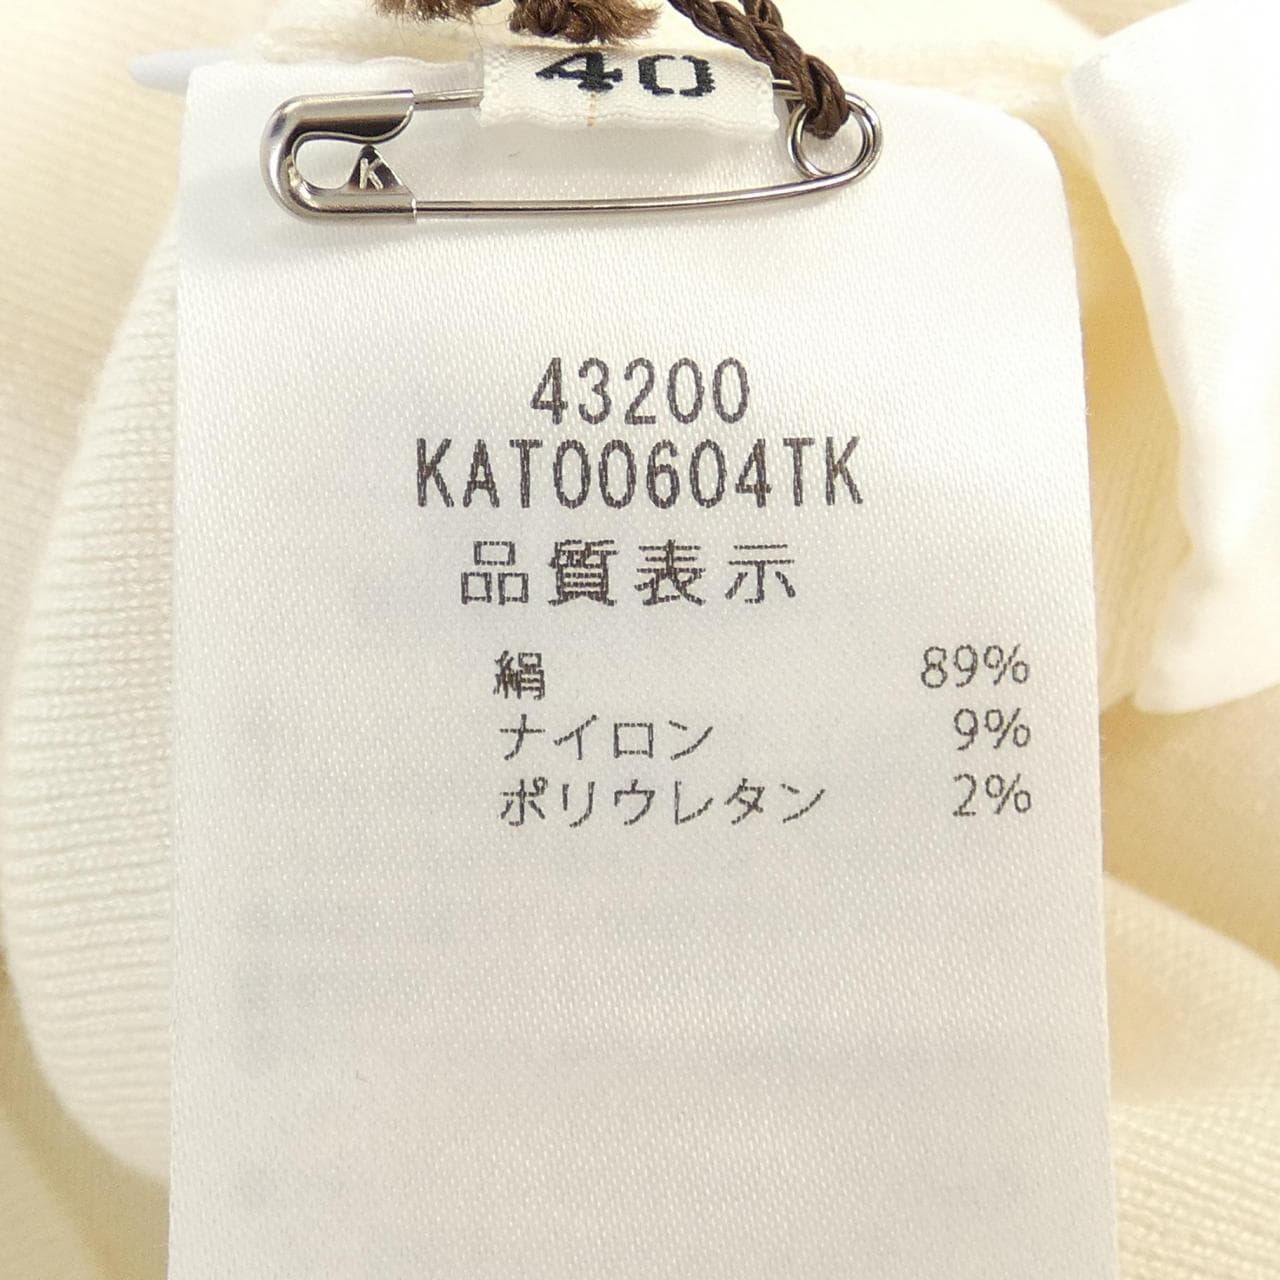 40
K
43200
KAT00604TK
品質表示
絹 89%
ナイロン 9%
ポリウレタン 2%